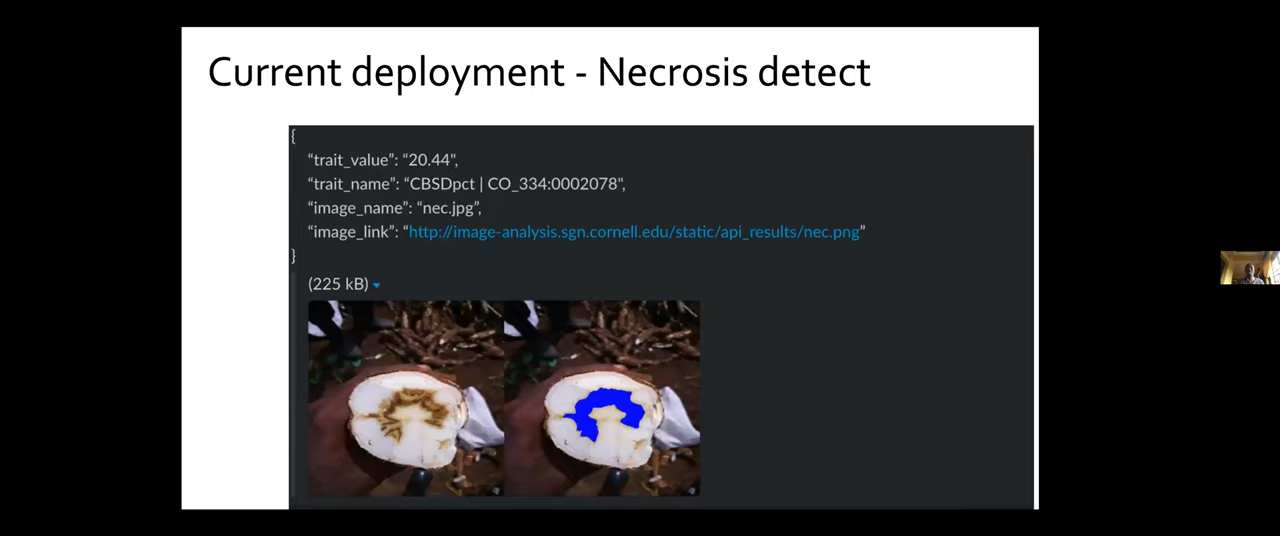 Current deployment - Necrosis detect
{
“trait_value”: “20.44”,
“trait_name”: “CBSDpct | CO_334:0002078”,
“image_name”: “nec.jpg”,
“image_link”: “http://image-analysis.sgn.cornell.edu/static/api_results/nec.png”
}
(225 kB)